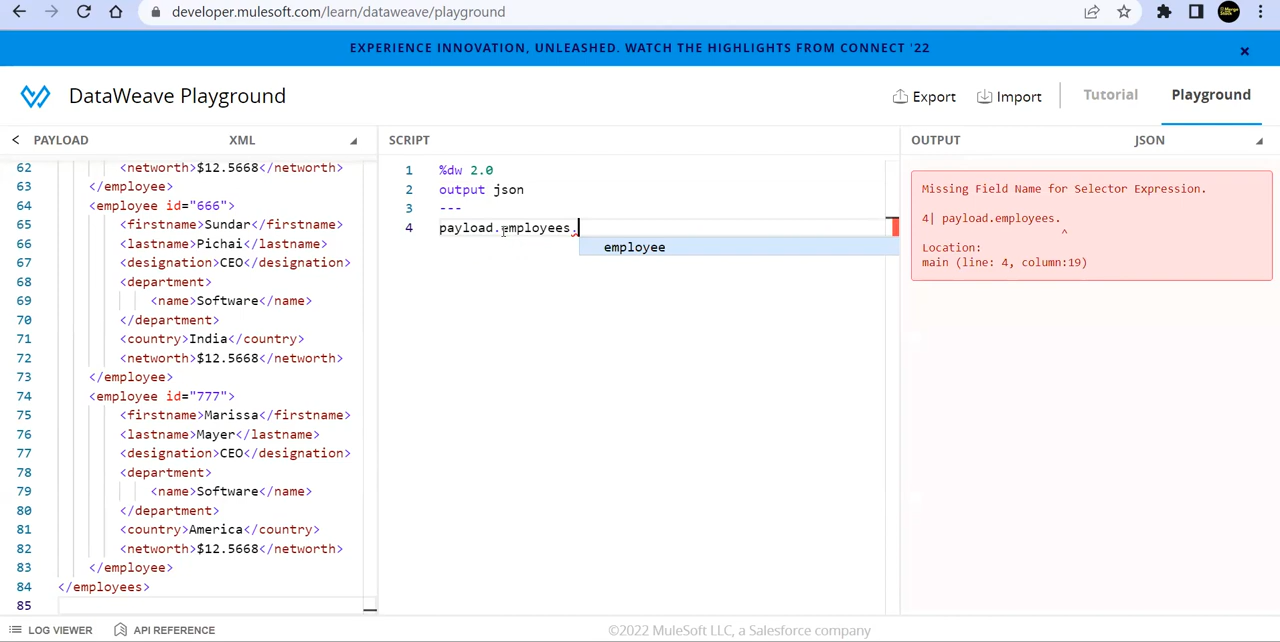 developer.mulesoft.com/learn/dataweave/playground
EXPERIENCE INNOVATION, UNLEASHED. WATCH THE HIGHLIGHTS FROM CONNECT '22
DataWeave Playground
Export
Import
Tutorial
Playground
PAYLOAD
XML
62 <networth>$12.5668</networth>
63 </employee>
64 <employee id="666">
65 <firstname>Sundar</firstname>
66 <lastname>Pichai</lastname>
67 <designation>CEO</designation>
68 <department>
69 <name>Software</name>
70 </department>
71 <country>India</country>
72 <networth>$12.5668</networth>
73 </employee>
74 <employee id="777">
75 <firstname>Marissa</firstname>
76 <lastname>Mayer</lastname>
77 <designation>CEO</designation>
78 <department>
79 <name>Software</name>
80 </department>
81 <country>America</country>
82 <networth>$12.5668</networth>
83 </employee>
84 </employees>
85
SCRIPT
1 %dw 2.0
2 output json
3 ---
4 payload.employees.
employee
OUTPUT
JSON
Missing Field Name for Selector Expression.
4| payload.employees.
^
Location:
main (line: 4, column:19)
LOG VIEWER
API REFERENCE
©2022 MuleSoft LLC, a Salesforce company